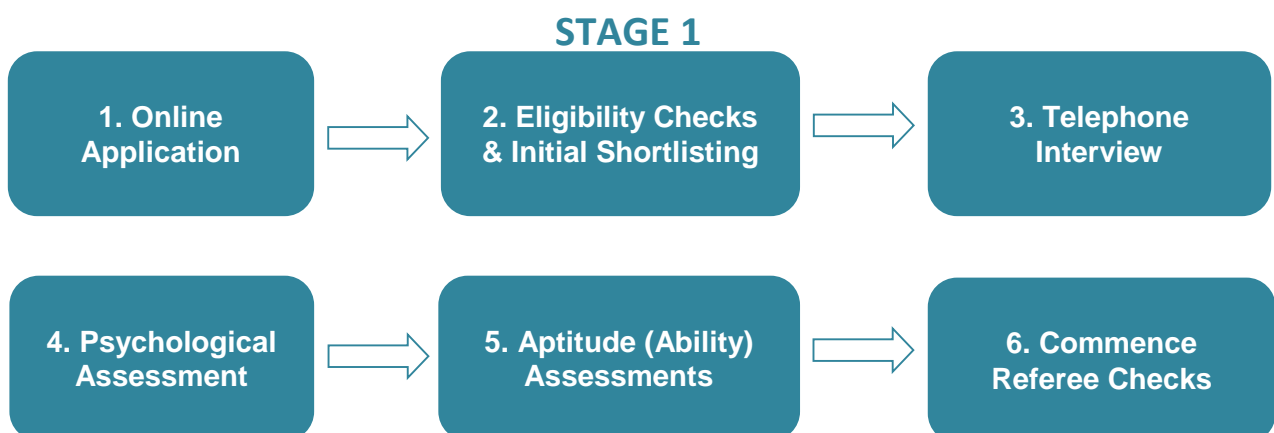 STAGE 1
1. Online
Application
2. Eligibility Checks
& Initial Shortlisting
3. Telephone
Interview
4. Psychological
Assessment
5. Aptitude (Ability)
Assessments
6. Commence
Referee Checks